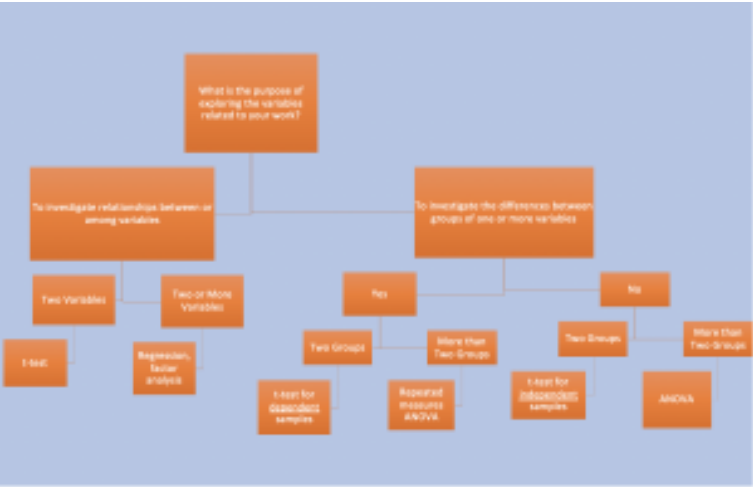 What is the purpose of
exploring the variables
related to your work?
To investigate relationships between or
among variables
To investigate the differences between
groups of one or more variables
Two Variables
Two or More
Variables
Yes
No
t-test
Regression,
factor
analysis
Two Groups
More than
Two Groups
Two Groups
More than
Two Groups
t-test for
dependent
samples
Repeated
measures
ANOVA
t-test for
independent
samples
ANOVA